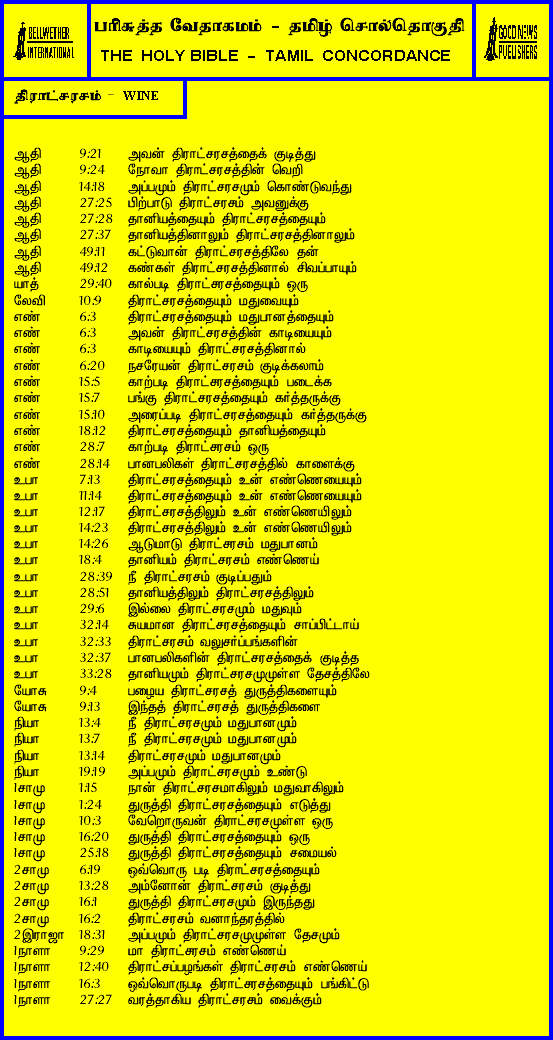 BELLWETHER
INTERNATIONAL
பரிசுத்த வேதாகமம் - தமிழ் சொல்தொகுதி
THE HOLY BIBLE - TAMIL CONCORDANCE
GOOD NEWS
PUBLISHERS
திராட்சரசம் - WINE
ஆதி 9:21 அவன் திராட்சரசத்தைக் குடித்து
ஆதி 9:24 நோவா திராட்சரசத்தின் வெறி
ஆதி 14:18 அப்பமும் திராட்சரசமும் கொண்டுவந்து
ஆதி 27:25 பிற்பாடு திராட்சரசம் அவனுக்கு
ஆதி 27:28 தானியத்தையும் திராட்சரசத்தையும்
ஆதி 27:37 தானியத்தினாலும் திராட்சரசத்தினாலும்
ஆதி 49:11 கட்டுவான் திராட்சரசத்திலே தன்
ஆதி 49:12 கண்கள் திராட்சரசத்தினால் சிவப்பாயும்
யாத் 29:40 கால்படி திராட்சரசத்தையும் ஒரு
லேவி 10:9 திராட்சரசத்தையும் மதுவையும்
எண் 6:3 திராட்சரசத்தையும் மதுபானத்தையும்
எண் 6:3 அவன் திராட்சரசத்தின் காடியையும்
எண் 6:3 காடியையும் திராட்சரசத்தினால்
எண் 6:20 நசரேயன் திராட்சரசம் குடிக்கலாம்
எண் 15:5 காற்படி திராட்சரசத்தையும் படைக்க
எண் 15:7 பங்கு திராட்சரசத்தையும் கர்த்தருக்கு
எண் 15:10 அரைப்படி திராட்சரசத்தையும் கர்த்தருக்கு
எண் 18:12 திராட்சரசத்தையும் தானியத்தையும்
எண் 28:7 காற்படி திராட்சரசம் ஒரு
எண் 28:14 பானபலிகள் திராட்சரசத்தில் காளைக்கு
உபா 7:13 திராட்சரசத்தையும் உன் எண்ணெயையும்
உபா 11:14 திராட்சரசத்தையும் உன் எண்ணெயையும்
உபா 12:17 திராட்சரசத்திலும் உன் எண்ணெயிலும்
உபா 14:23 திராட்சரசத்திலும் உன் எண்ணெயிலும்
உபா 14:26 ஆடுமாடு திராட்சரசம் மதுபானம்
உபா 18:4 தானியம் திராட்சரசம் எண்ணெய்
உபா 28:39 நீ திராட்சரசம் குடிப்பதும்
உபா 28:51 தானியத்திலும் திராட்சரசத்திலும்
உபா 29:6 இல்லை திராட்சரசமும் மதுவும்
உபா 32:14 சுயமான திராட்சரசத்தையும் சாப்பிட்டாய்
உபா 32:33 திராட்சரசம் வலுசர்ப்பங்களின்
உபா 32:37 பானபலிகளின் திராட்சரசத்தைக் குடித்த
உபா 33:28 தானியமும் திராட்சரசமுமுள்ள தேசத்திலே
யோசு 9:4 பழைய திராட்சரசத் துருத்திகளையும்
யோசு 9:13 இந்தத் திராட்சரசத் துருத்திகளை
நியா 13:4 நீ திராட்சரசமும் மதுபானமும்
நியா 13:7 நீ திராட்சரசமும் மதுபானமும்
நியா 13:14 திராட்சரசமும் மதுபானமும்
நியா 19:19 அப்பமும் திராட்சரசமும் உண்டு
1சாமு 1:15 நான் திராட்சரசமாகிலும் மதுவாகிலும்
1சாமு 1:24 துருத்தி திராட்சரசத்தையும் எடுத்து
1சாமு 10:3 வேறொருவன் திராட்சரசமுள்ள ஒரு
1சாமு 16:20 துருத்தி திராட்சரசத்தையும் ஒரு
1சாமு 25:18 துருத்தி திராட்சரசத்தையும் சமையல்
2சாமு 6:19 ஒவ்வொரு படி திராட்சரசத்தையும்
2சாமு 13:28 அம்னோன் திராட்சரசம் குடித்து
2சாமு 16:1 துருத்தி திராட்சரசமும் இருந்தது
2சாமு 16:2 திராட்சரசம் வனாந்தரத்தில்
2இராஜா 18:31 அப்பமும் திராட்சரசமுமுள்ள தேசமும்
1நாளா 9:29 மா திராட்சரசம் எண்ணெய்
1நாளா 12:40 திராட்சப்பழங்கள் திராட்சரசம் எண்ணெய்
1நாளா 16:3 ஒவ்வொருபடி திராட்சரசத்தையும் பங்கிட்டு
1நாளா 27:27 வரத்தாகிய திராட்சரசம் வைக்கும்